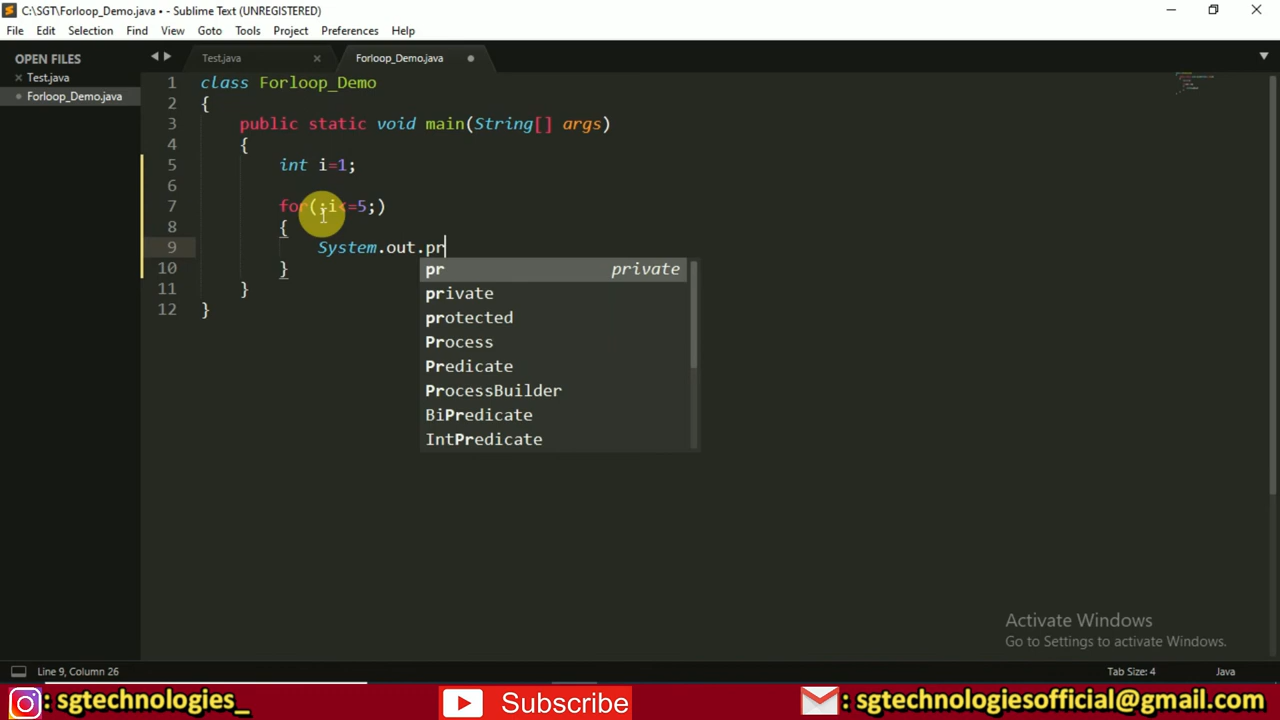 C:\SGT\Forloop_Demo.java • - Sublime Text (UNREGISTERED)
File Edit Selection Find View Goto Tools Project Preferences Help
OPEN FILES
Test.java
Forloop_Demo.java
Test.java
Forloop_Demo.java
1 class Forloop_Demo
2 {
3 public static void main(String[] args)
4 {
5 int i=1;
6
7 for(;i<=5;)
8 {
9 System.out.pr
10 }
11 }
12 }
pr private
private
protected
Process
Predicate
ProcessBuilder
BiPredicate
IntPredicate
Activate Windows
Go to Settings to activate Windows.
Line 9, Column 26
Tab Size: 4
Java
: sgtechnologies_
Subscribe
: sgtechnologiesofficial@gmail.com